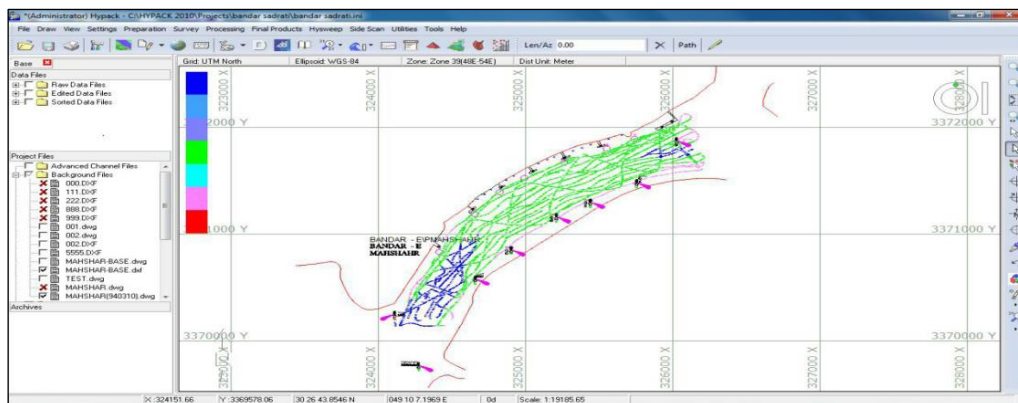 *(Administrator) Hypack - C:\HYPACK 2010\Projects\bandar sadrati\bandar sadrati.ini
File Draw View Settings Preparation Survey Processing Final Products Hysweep Side Scan Utilities Tools Help
Len/Az 0.00 Path
Base
Data Files
Raw Data Files
Edited Data Files
Sorted Data Files
Project Files
Advanced Channel Files
Background Files
000.DXF
111.DXF
222.DXF
888.DXF
999.DXF
001.dwg
002.dwg
002.DXF
5555.DXF
MAHSHAR-BASE.dwg
MAHSHAR-BASE.dxf
TEST.dwg
MAHSHAR.dwg
MAHSHAR(940310).dwg
Archives
Grid: UTM North Ellipsoid: WGS-84 Zone: Zone 39(48E-54E) Dist Unit: Meter
323000 X
324000 X
325000 X
326000 X
327000 X
328000 X
3372000 Y
3372000 Y
3371000 Y
3371000 Y
BANDAR - E\PMAHSHAHR
BANDAR - E
MAHSHAHR
3370000 Y
3370000 Y
324000 X
325000 X
326000 X
327000 X
328000 X
X :324151.66 Y :3369578.06 30 26 43.8546 N 049 10 7.1969 E 0d Scale: 1:19185.65